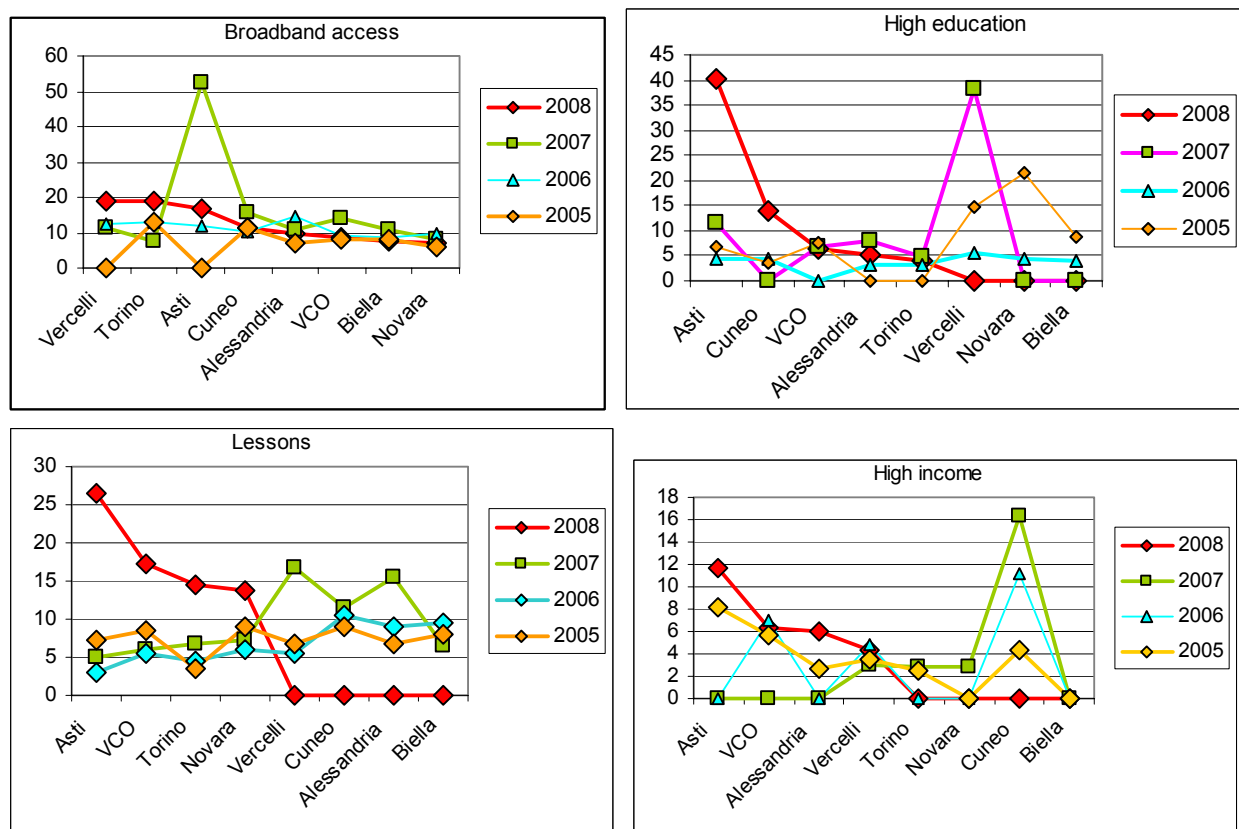 Broadband access
60
50
40
30
20
10
0
Vercelli
Torino
Asti
Cuneo
Alessandria
VCO
Biella
Novara
2008
2007
2006
2005
High education
45
40
35
30
25
20
15
10
5
0
Asti
Cuneo
VCO
Alessandria
Torino
Vercelli
Novara
Biella
2008
2007
2006
2005
Lessons
30
25
20
15
10
5
0
Asti
VCO
Torino
Novara
Vercelli
Cuneo
Alessandria
Biella
2008
2007
2006
2005
High income
18
16
14
12
10
8
6
4
2
0
Asti
VCO
Alessandria
Vercelli
Torino
Novara
Cuneo
Biella
2008
2007
2006
2005